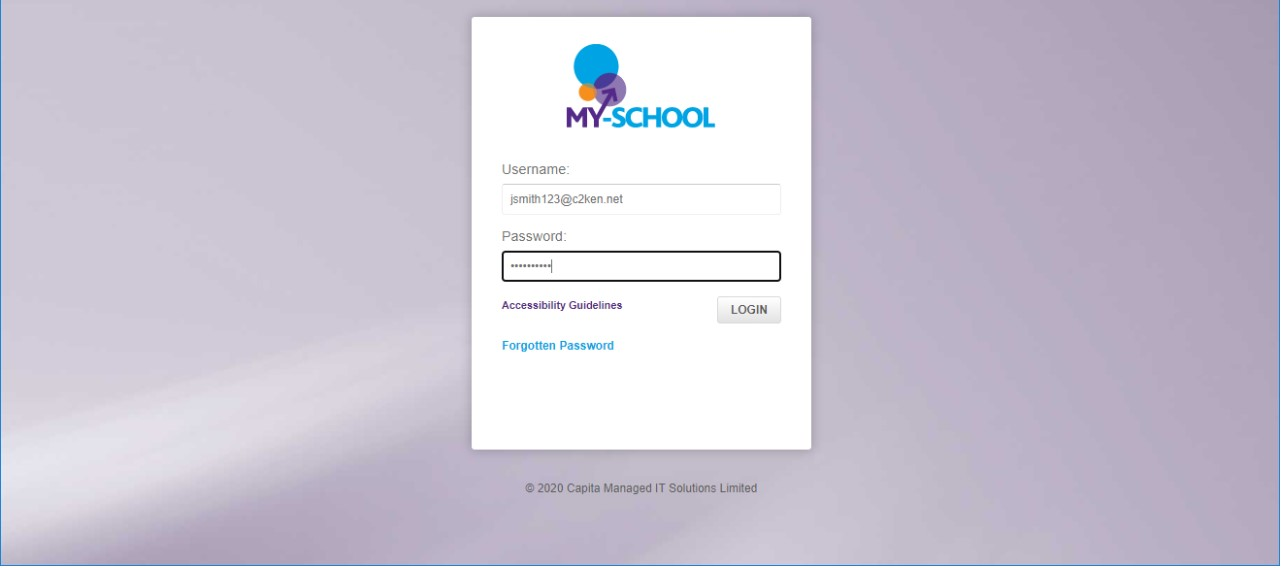 MY-SCHOOL
Username:
jsmith123@c2ken.net
Password:
••••••••••
Accessibility Guidelines
LOGIN
Forgotten Password
© 2020 Capita Managed IT Solutions Limited